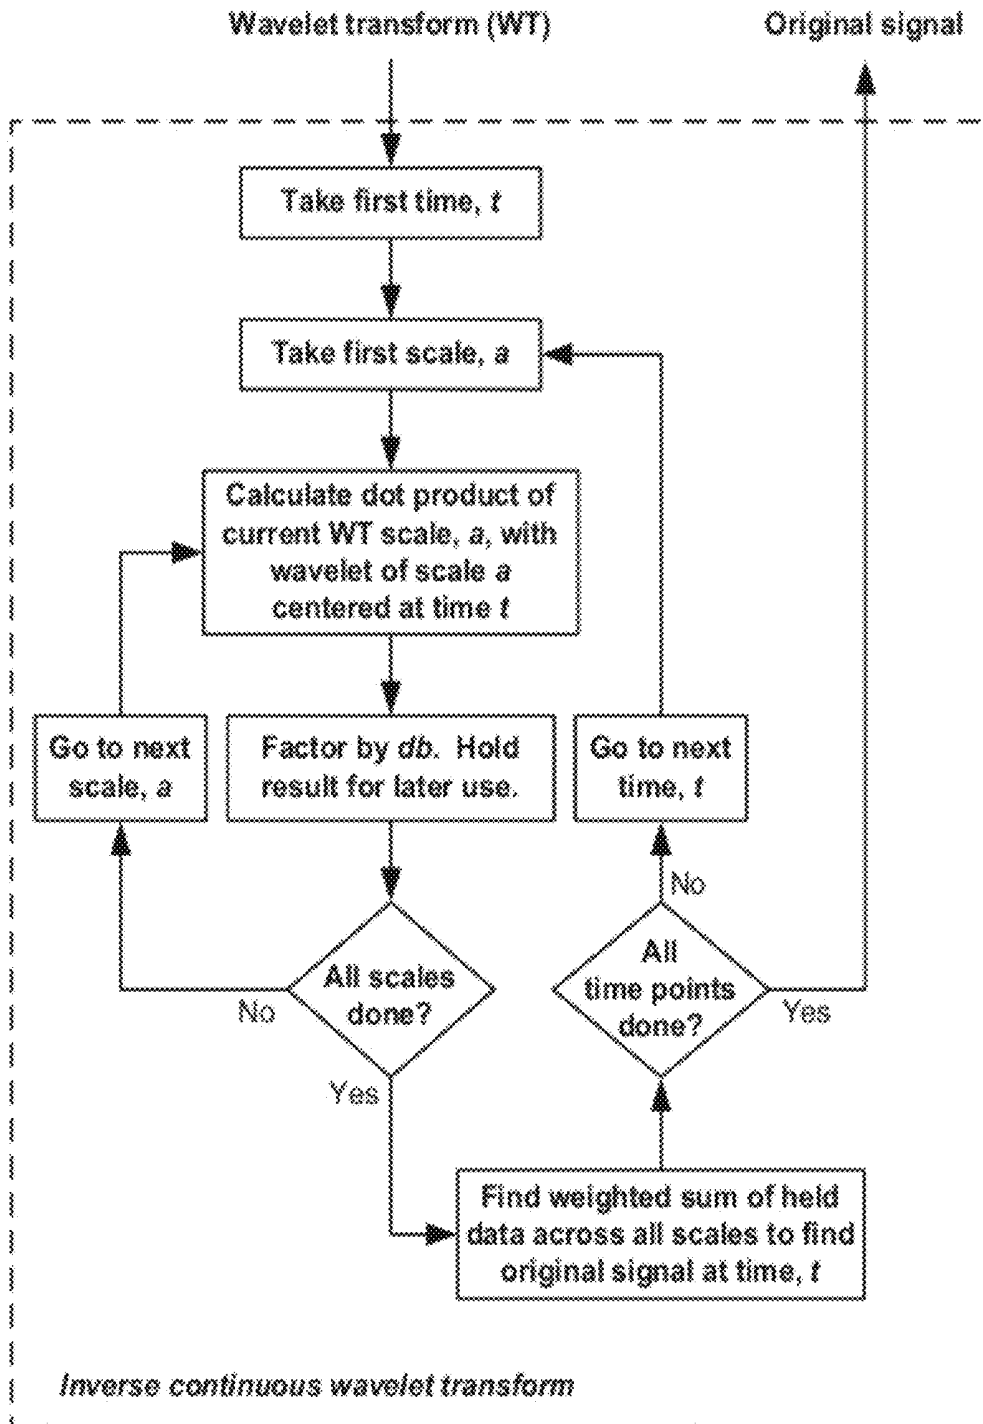 Wavelet transform (WT)
Original signal
Take first time, t
Take first scale, a
Calculate dot product of
current WT scale, a, with
wavelet of scale a
centered at time t
Go to next
scale, a
Factor by db. Hold
result for later use.
Go to next
time, t
No
All scales
done?
No
Yes
All
time points
done?
Yes
Find weighted sum of held
data across all scales to find
original signal at time, t
Inverse continuous wavelet transform